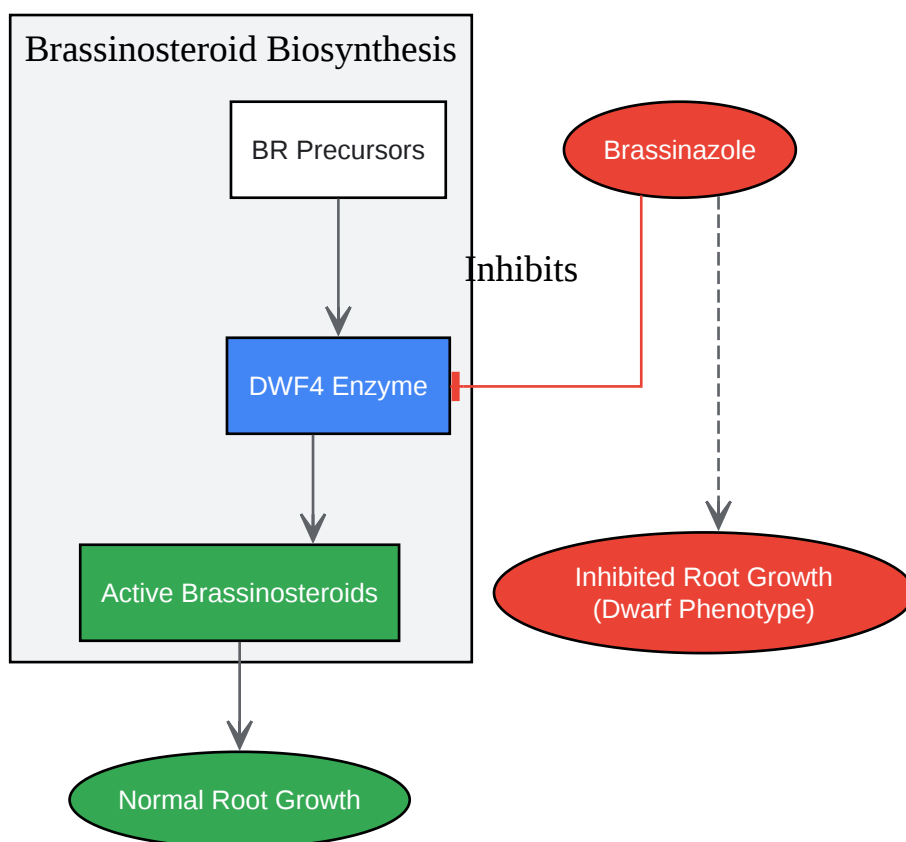 Brassinosteroid Biosynthesis
BR Precursors
Brassinazole
Inhibits
DWF4 Enzyme
Active Brassinosteroids
Inhibited Root Growth
(Dwarf Phenotype)
Normal Root Growth